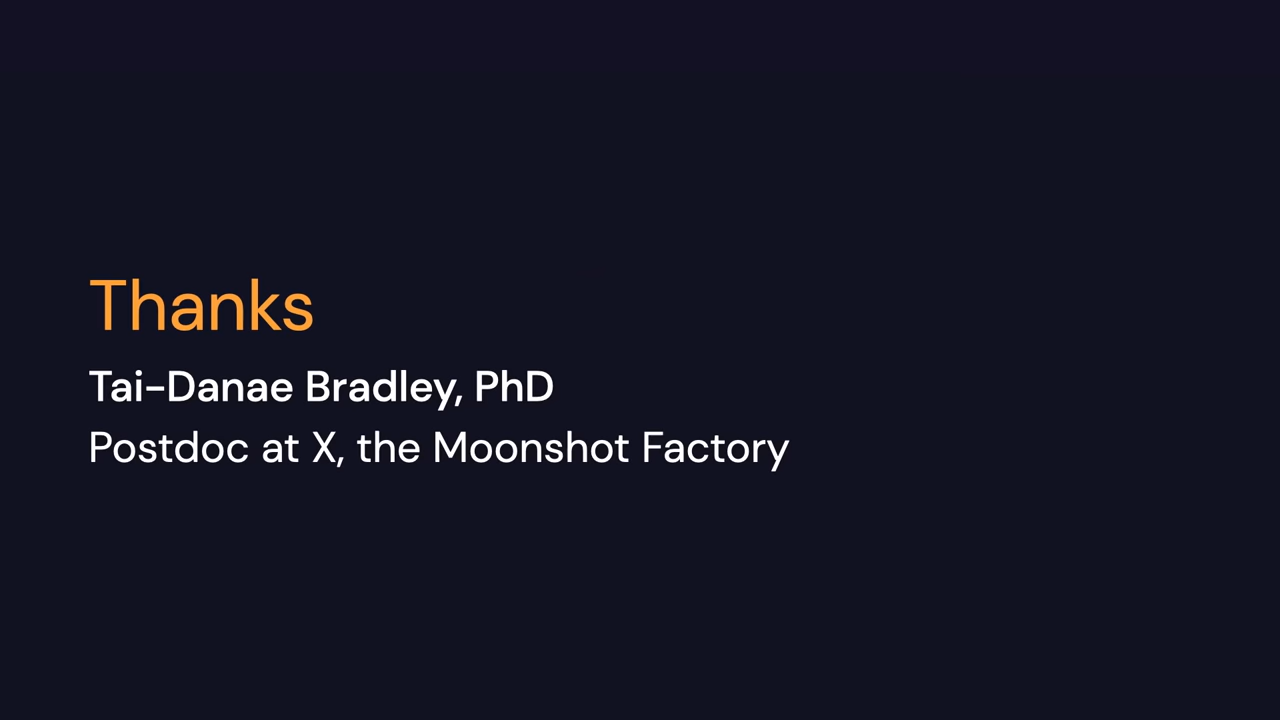 Thanks
Tai-Danae Bradley, PhD
Postdoc at X, the Moonshot Factory